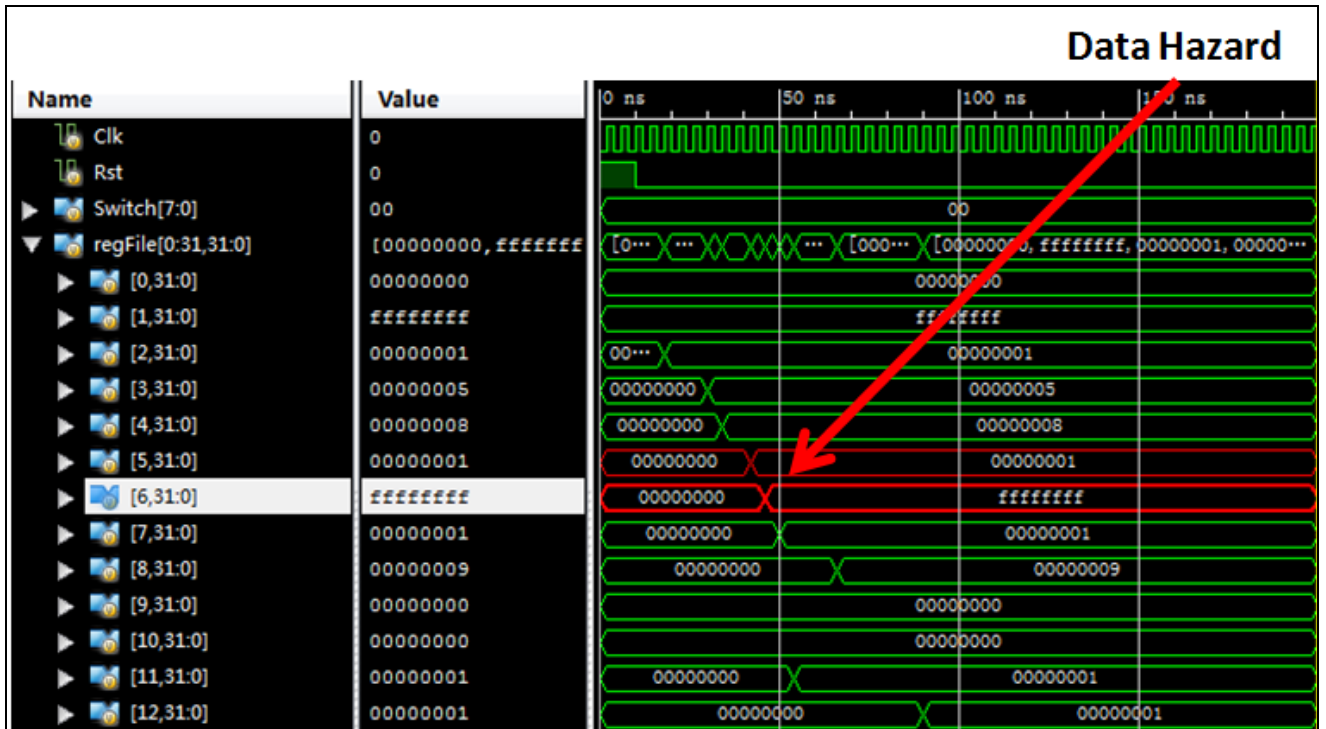 Data Hazard
Name Value 0 ns 50 ns 100 ns 150 ns
Clk 0
Rst 0
Switch[7:0] 00 00
regFile[0:31,31:0] [00000000,fffffff [0··· ··· ··· [000··· [00000000, ffffffff, 00000001, 00000···
[0,31:0] 00000000 00000000
[1,31:0] ffffffff ffffffff
[2,31:0] 00000001 00··· 00000001
[3,31:0] 00000005 00000000 00000005
[4,31:0] 00000008 00000000 00000008
[5,31:0] 00000001 00000000 00000001
[6,31:0] ffffffff 00000000 ffffffff
[7,31:0] 00000001 00000000 00000001
[8,31:0] 00000009 00000000 00000009
[9,31:0] 00000000 00000000
[10,31:0] 00000000 00000000
[11,31:0] 00000001 00000000 00000001
[12,31:0] 00000001 00000000 00000001